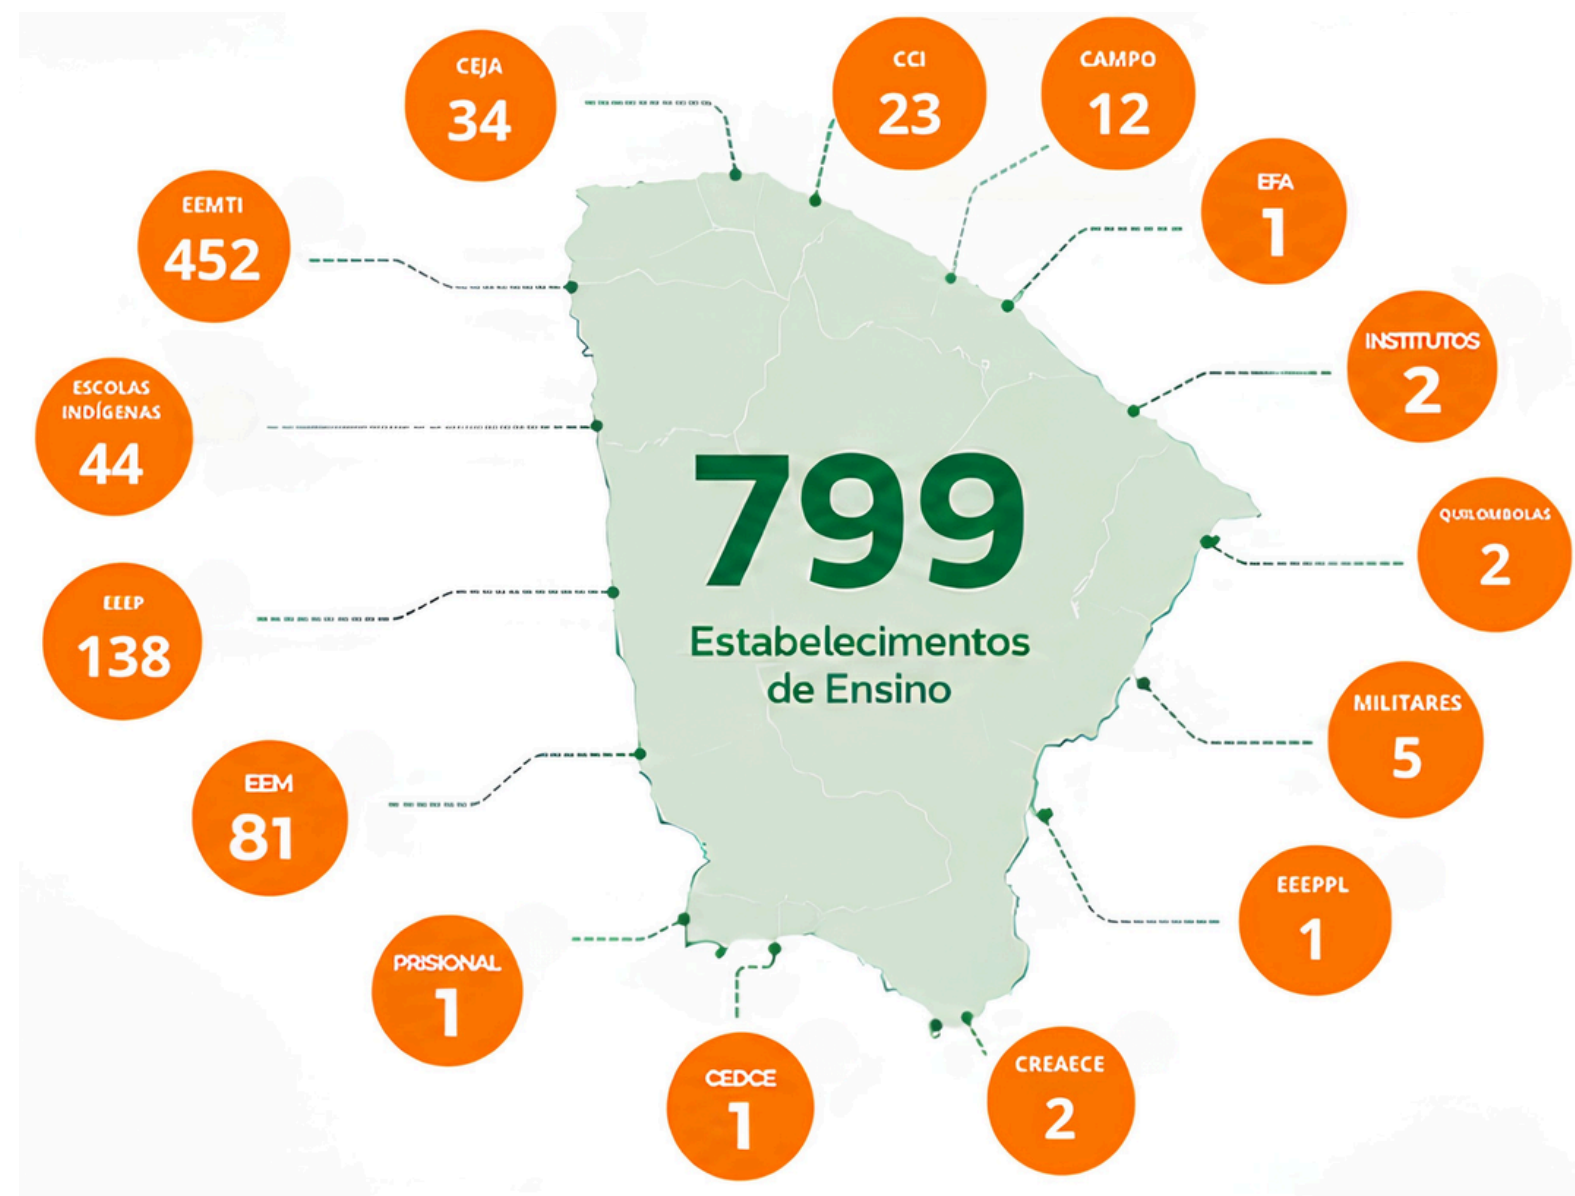 CEJA
34
CCI
23
CAMPO
12
EFA
1
EEMTI
452
INSTITUTOS
2
ESCOLAS
INDÍGENAS
44
799
Estabelecimentos
de Ensino
QUILOMBOLAS
2
EEEP
138
MILITARES
5
EEM
81
EEEPPL
1
PRISIONAL
1
CEDCE
1
CREAECE
2